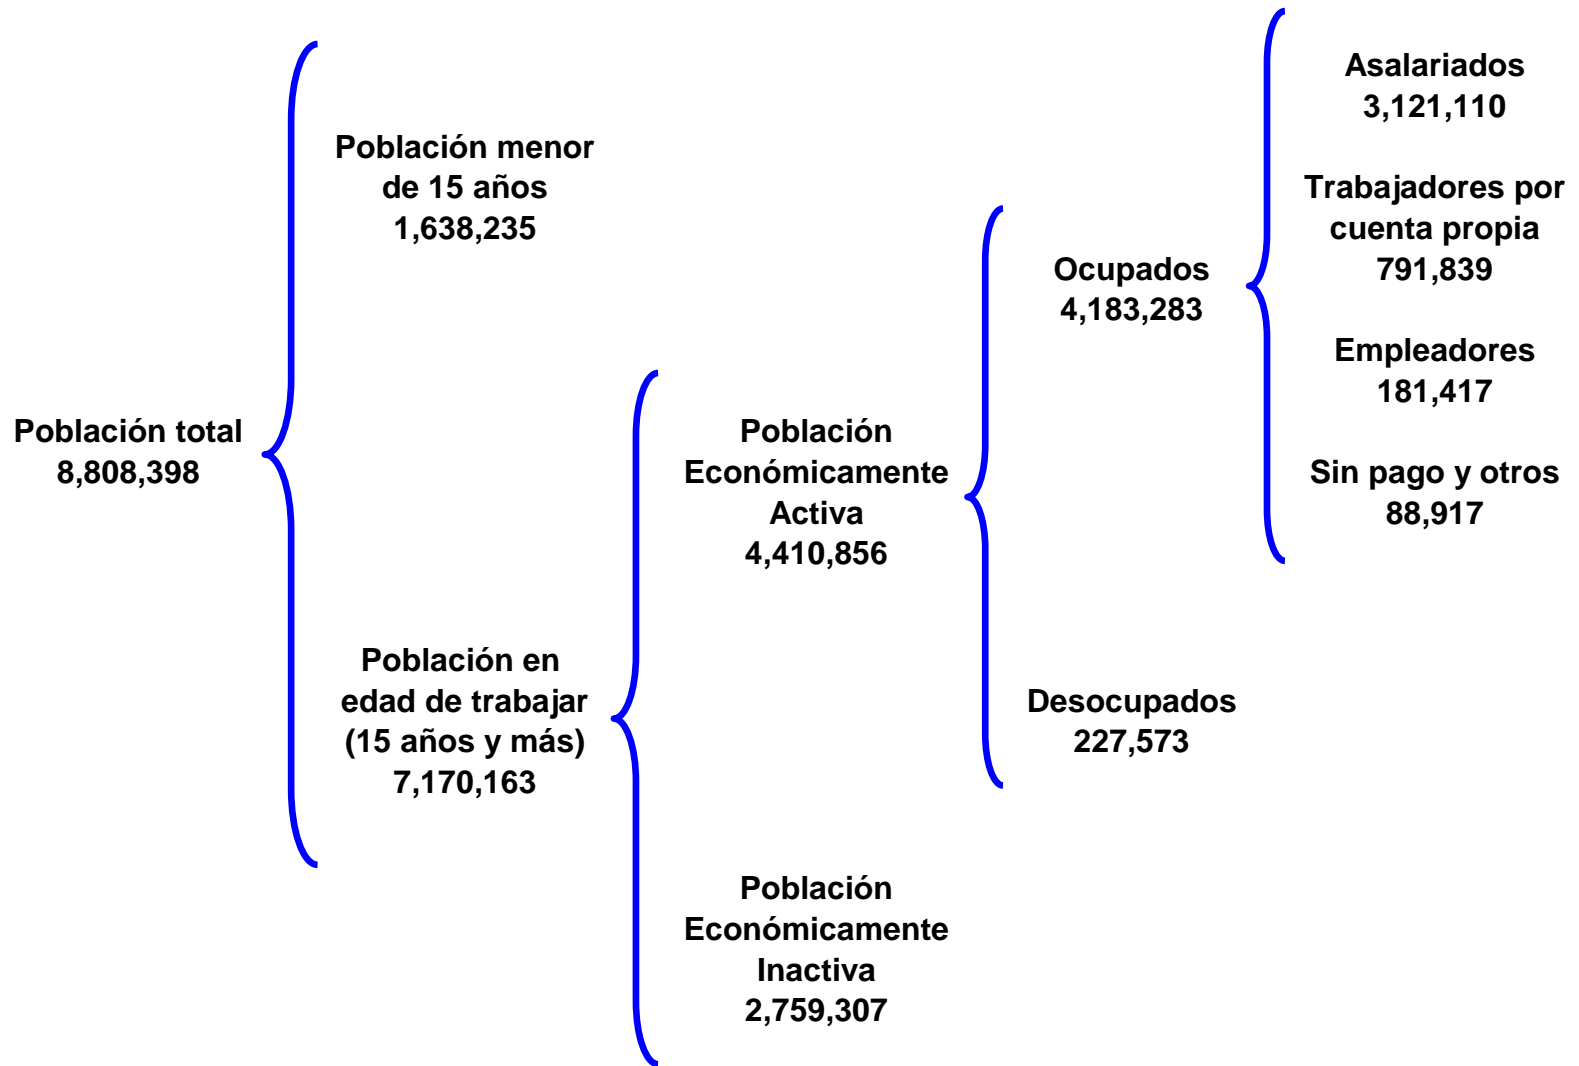 Población total
8,808,398
Población menor
de 15 años
1,638,235
Población en
edad de trabajar
(15 años y más)
7,170,163
Población
Económicamente
Activa
4,410,856
Población
Económicamente
Inactiva
2,759,307
Ocupados
4,183,283
Desocupados
227,573
Asalariados
3,121,110
Trabajadores por
cuenta propia
791,839
Empleadores
181,417
Sin pago y otros
88,917